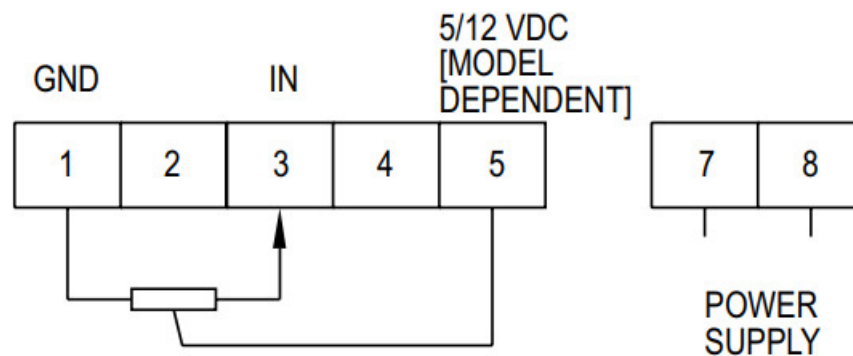 5/12 VDC
[MODEL
DEPENDENT]
GND
IN
1 2 3 4 5 7 8
POWER
SUPPLY